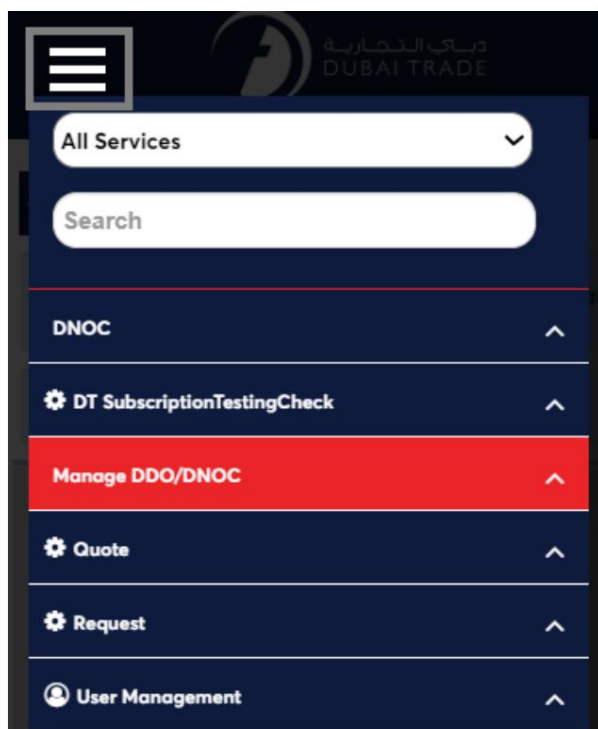 دبي التجارية
DUBAI TRADE
All Services
Search
DNOC
DT SubscriptionTestingCheck
Manage DDO/DNOC
Quote
Request
User Management